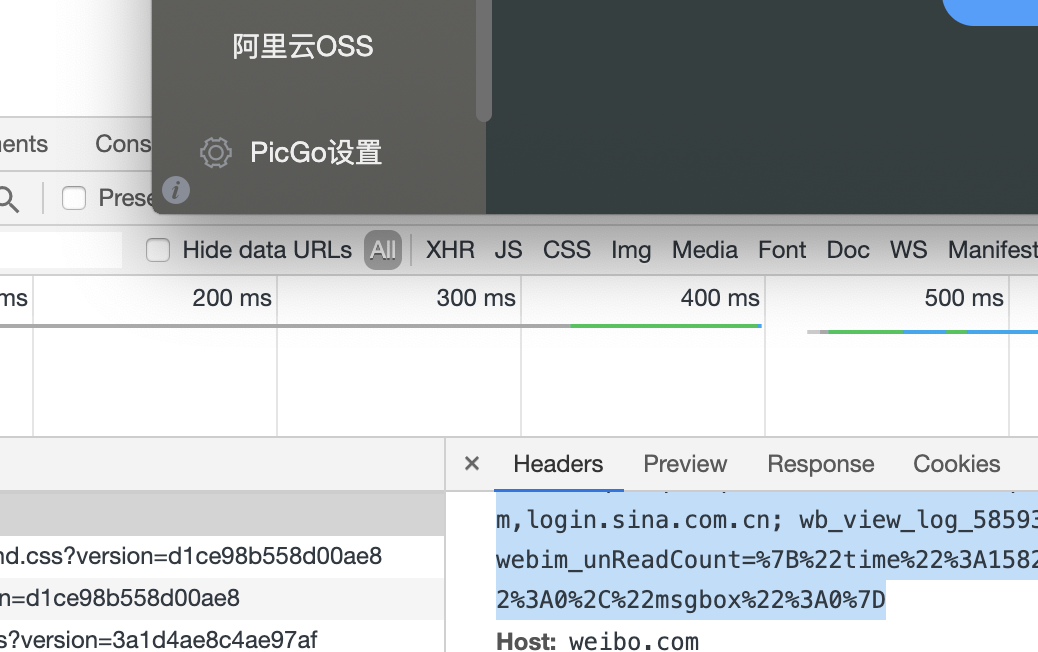 阿里云OSS
PicGo设置
ents Cons
Prese
Hide data URLs All XHR JS CSS Img Media Font Doc WS Manifest
ms 200 ms 300 ms 400 ms 500 ms
× Headers Preview Response Cookies
m,login.sina.com.cn; wb_view_log_58593
webim_unReadCount=%7B%22time%22%3A1582
2%3A0%2C%22msgbox%22%3A0%7D
Host: weibo.com
nd.css?version=d1ce98b558d00ae8
n=d1ce98b558d00ae8
s?version=3a1d4ae8c4ae97af